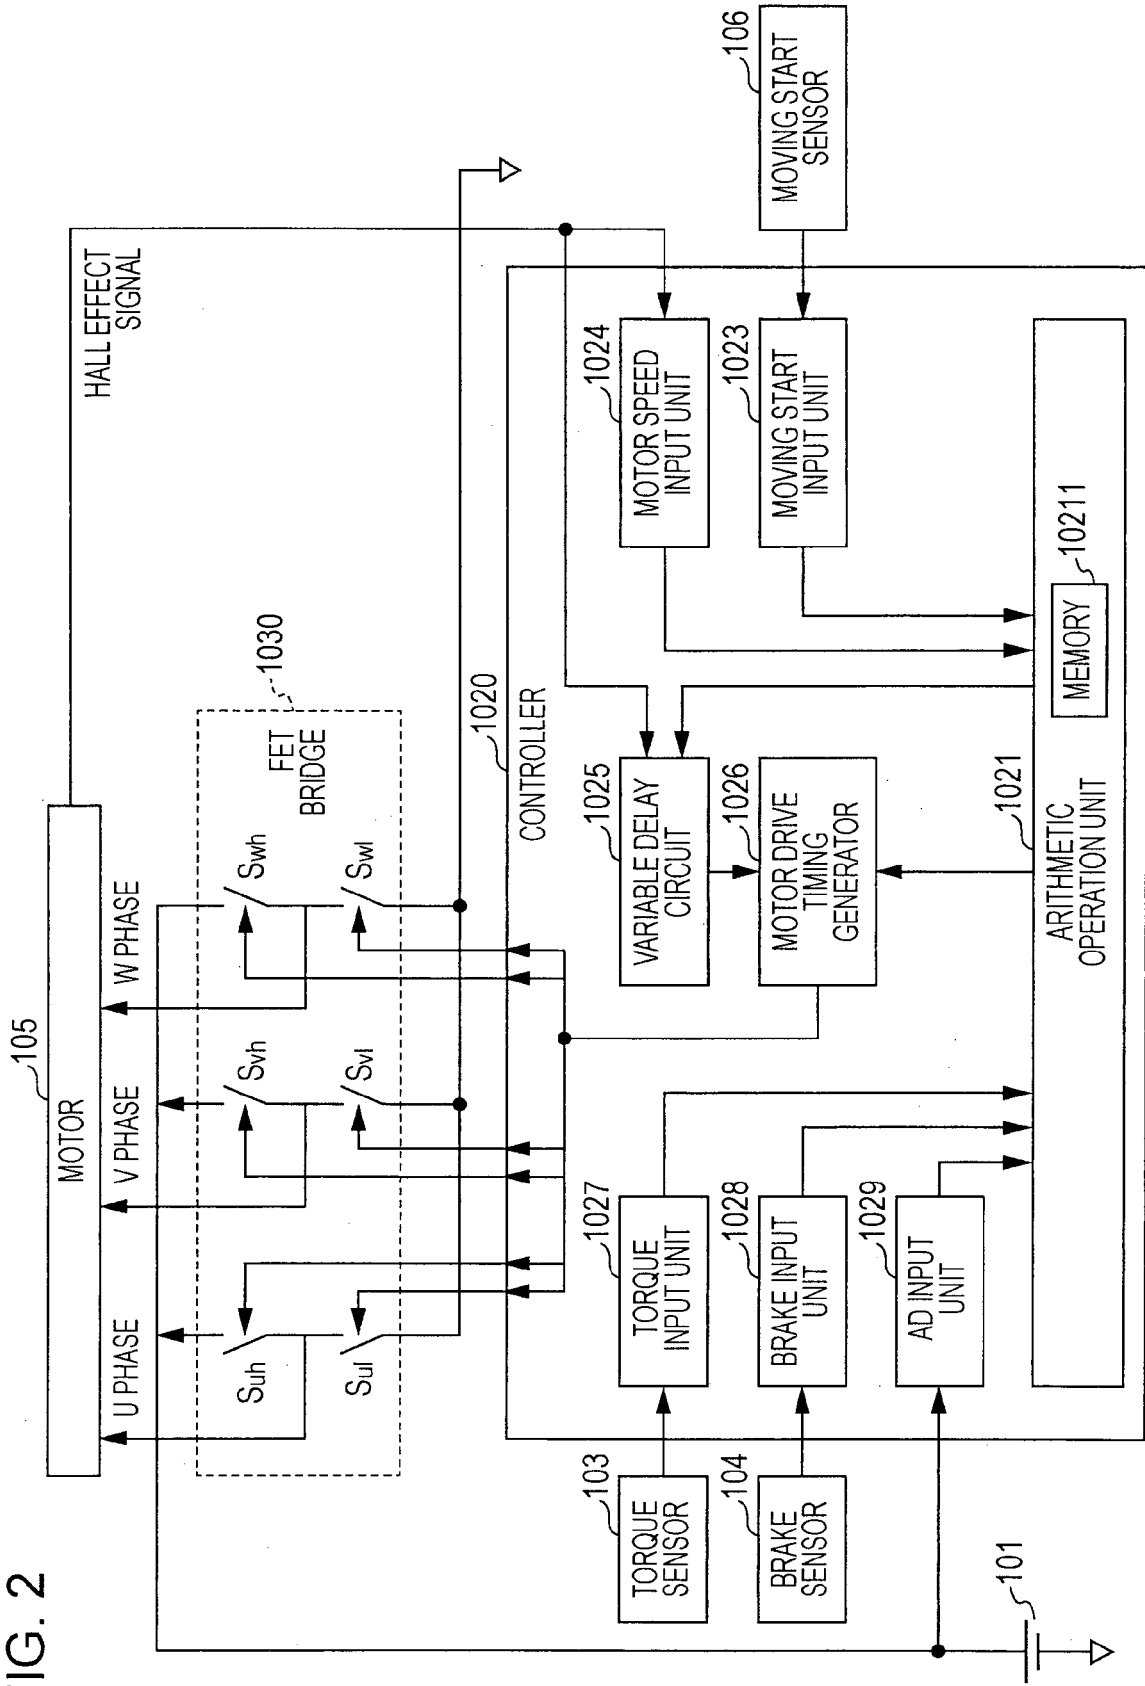 IG. 2
105
MOTOR
U PHASE
V PHASE
W PHASE
HALL EFFECT
SIGNAL
1030
FET
BRIDGE
Suh
Svh
Swh
Sul
Svl
Swl
1020
CONTROLLER
103
TORQUE
SENSOR
1027
TORQUE
INPUT UNIT
1025
VARIABLE DELAY
CIRCUIT
1024
MOTOR SPEED
INPUT UNIT
104
BRAKE
SENSOR
1028
BRAKE INPUT
UNIT
1026
MOTOR DRIVE
TIMING
GENERATOR
1023
MOVING START
INPUT UNIT
106
MOVING START
SENSOR
1029
AD INPUT
UNIT
101
1021
ARITHMETIC
OPERATION UNIT
10211
MEMORY